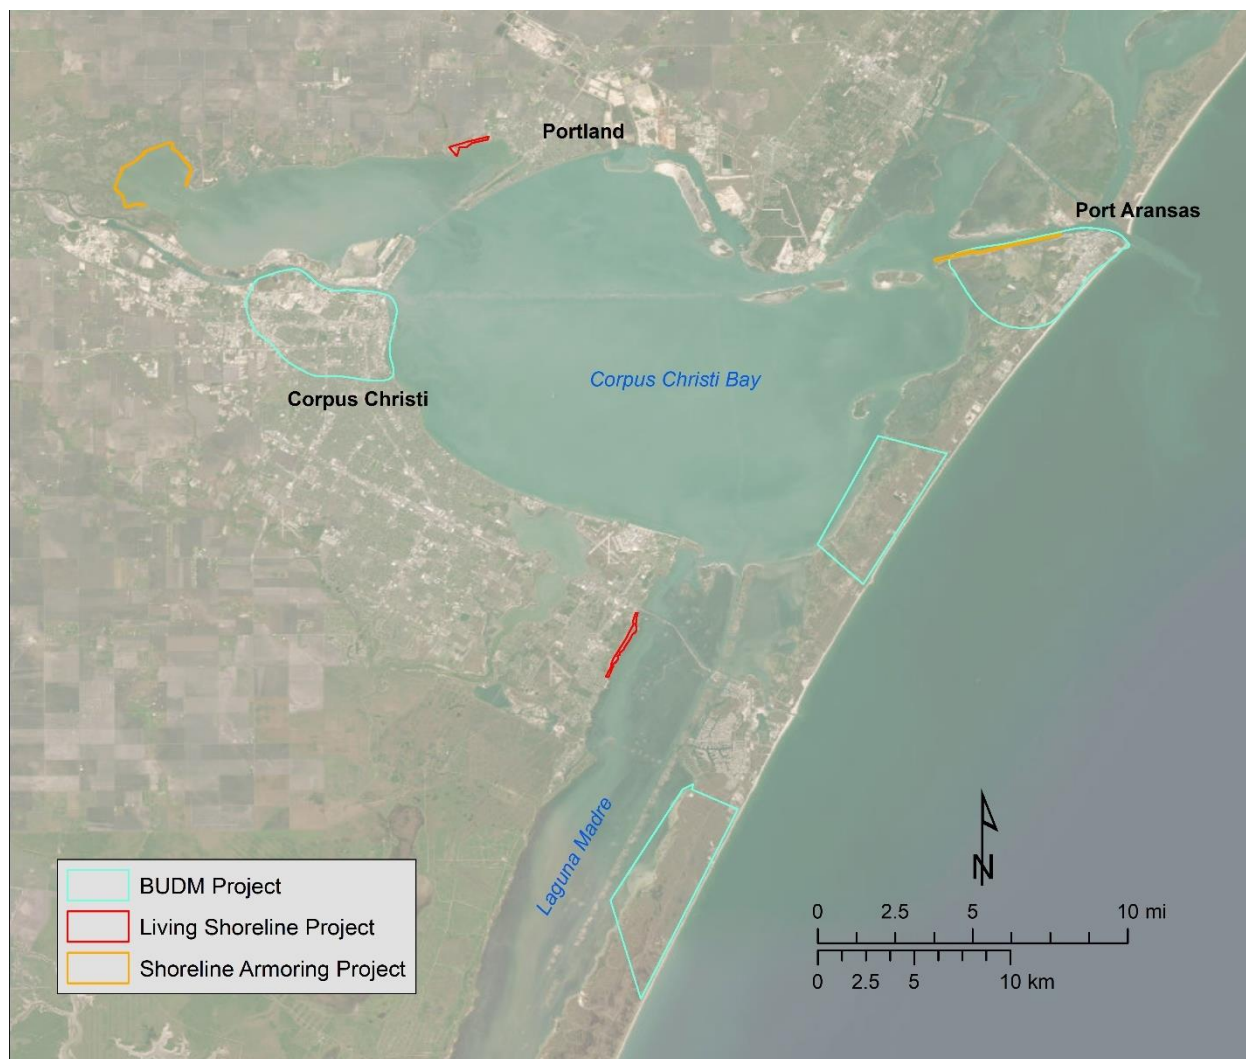 Portland
Port Aransas
Corpus Christi Bay
Corpus Christi
Laguna Madre
N
BUDM Project
Living Shoreline Project
Shoreline Armoring Project
0 2.5 5 10 mi
0 2.5 5 10 km